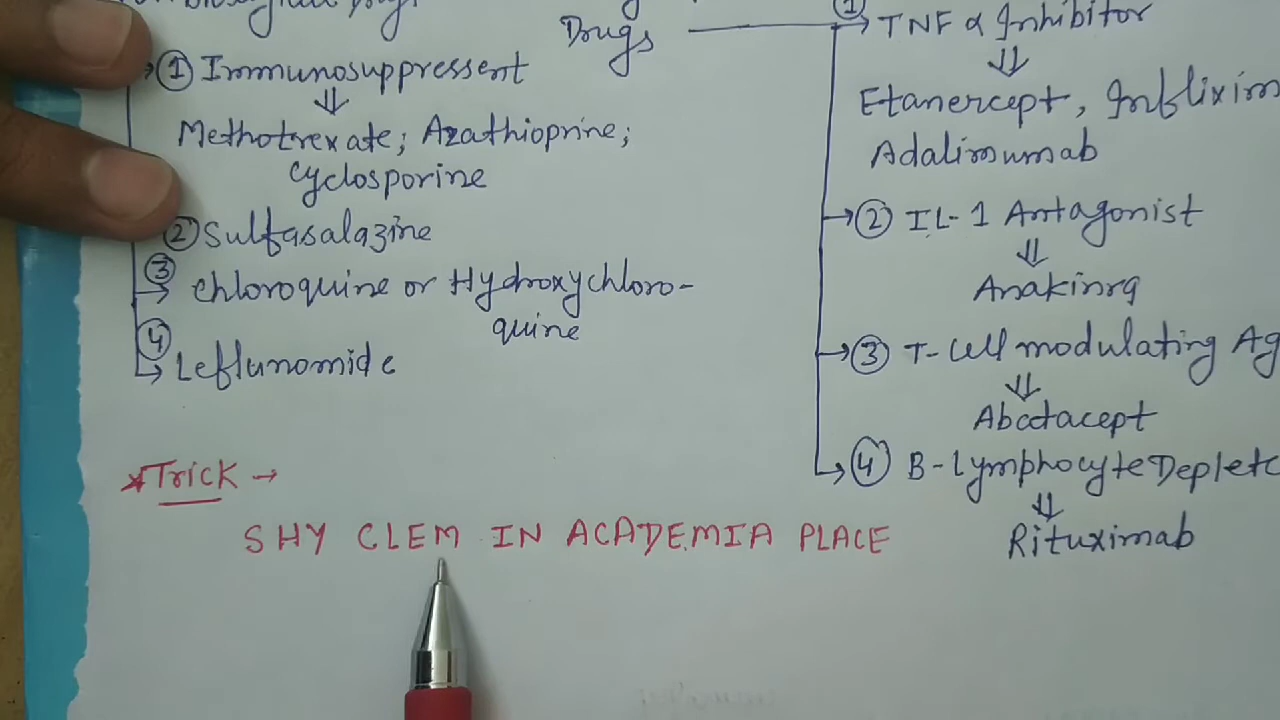 Drugs
① Immunosuppressent
⇓
Methotrexate; Azathioprine;
cyclosporine
② Sulfasalazine
③ chloroquine or Hydroxychloro-
quine
④ Leflunomide
*Trick →
SHY CLEM IN ACADEMIA PLACE
① → TNF α Inhibitor
⇓
Etanercept, Inflixim
Adalimumab
→ ② IL-1 Antagonist
⇓
Anakinra
→ ③ T-cell modulating Ag
⇓
Abatacept
→ ④ B-Lymphocyte Deplete
⇓
Rituximab